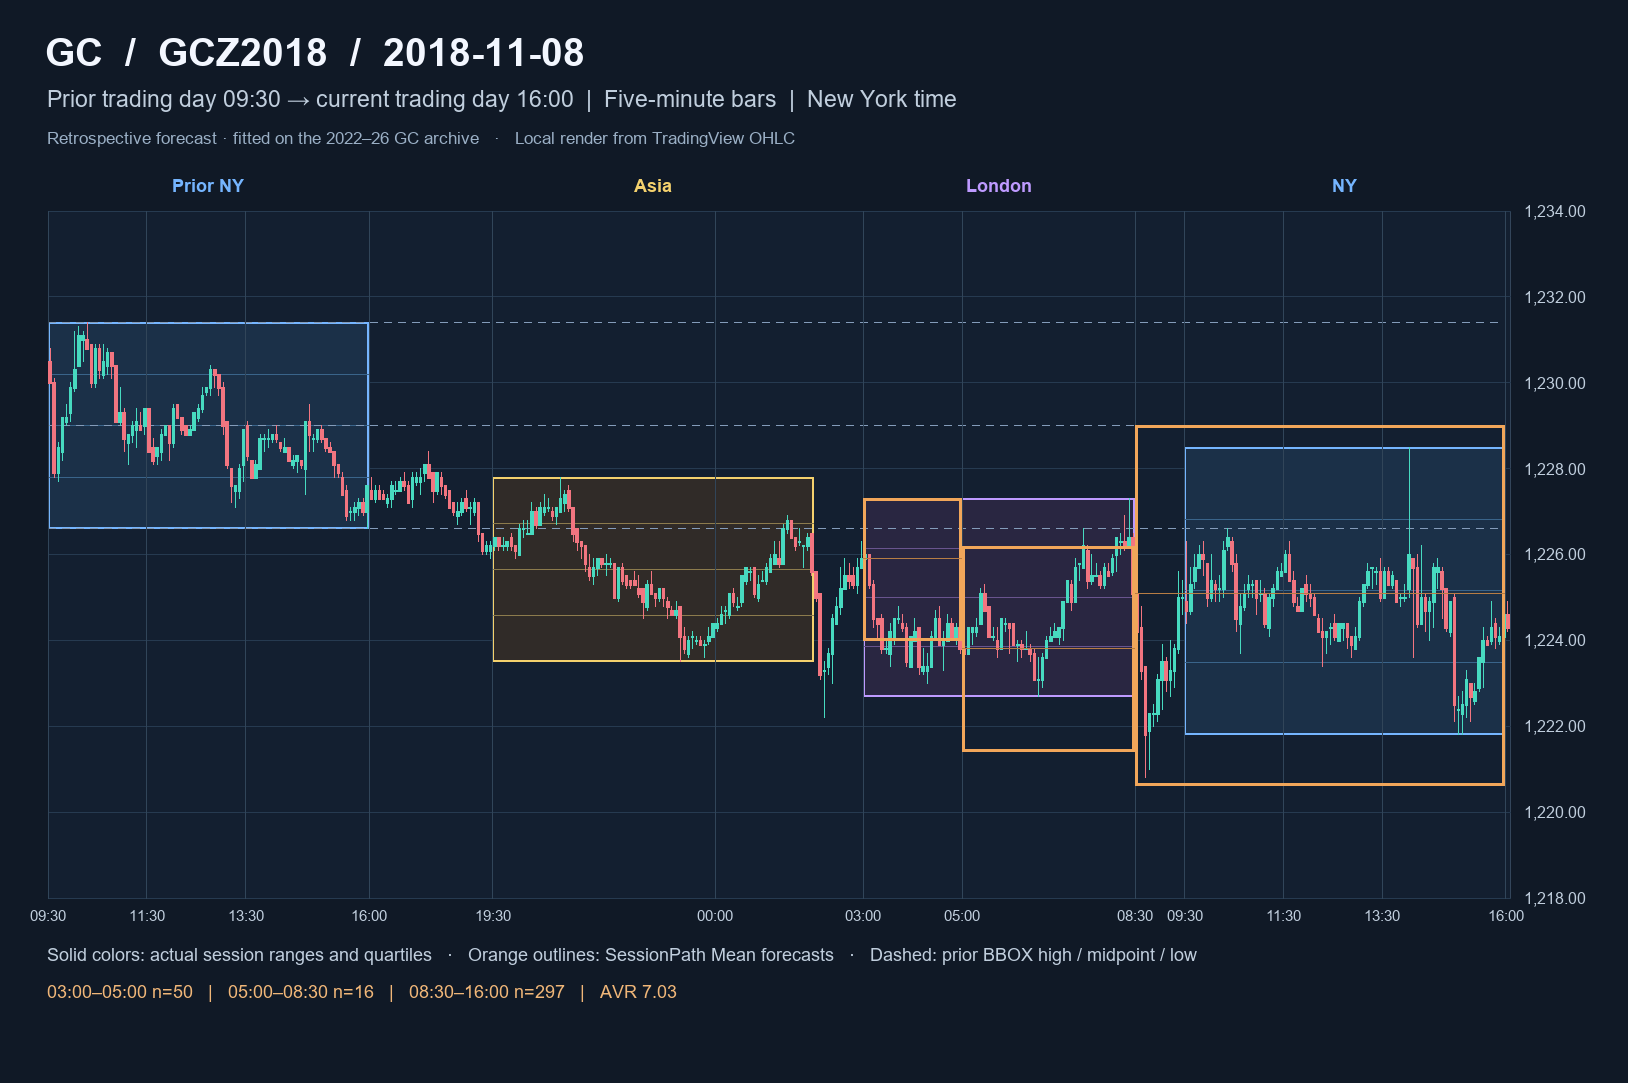 GC / GCZ2018 / 2018-11-08
Prior trading day 09:30 → current trading day 16:00 | Five-minute bars | New York time
Retrospective forecast · fitted on the 2022–26 GC archive · Local render from TradingView OHLC
Prior NY Asia London NY
1,234.00
1,232.00
1,230.00
1,228.00
1,226.00
1,224.00
1,222.00
1,220.00
1,218.00
09:30 11:30 13:30 16:00 19:30 00:00 03:00 05:00 08:30 09:30 11:30 13:30 16:00
Solid colors: actual session ranges and quartiles · Orange outlines: SessionPath Mean forecasts · Dashed: prior BBOX high / midpoint / low
03:00–05:00 n=50 | 05:00–08:30 n=16 | 08:30–16:00 n=297 | AVR 7.03